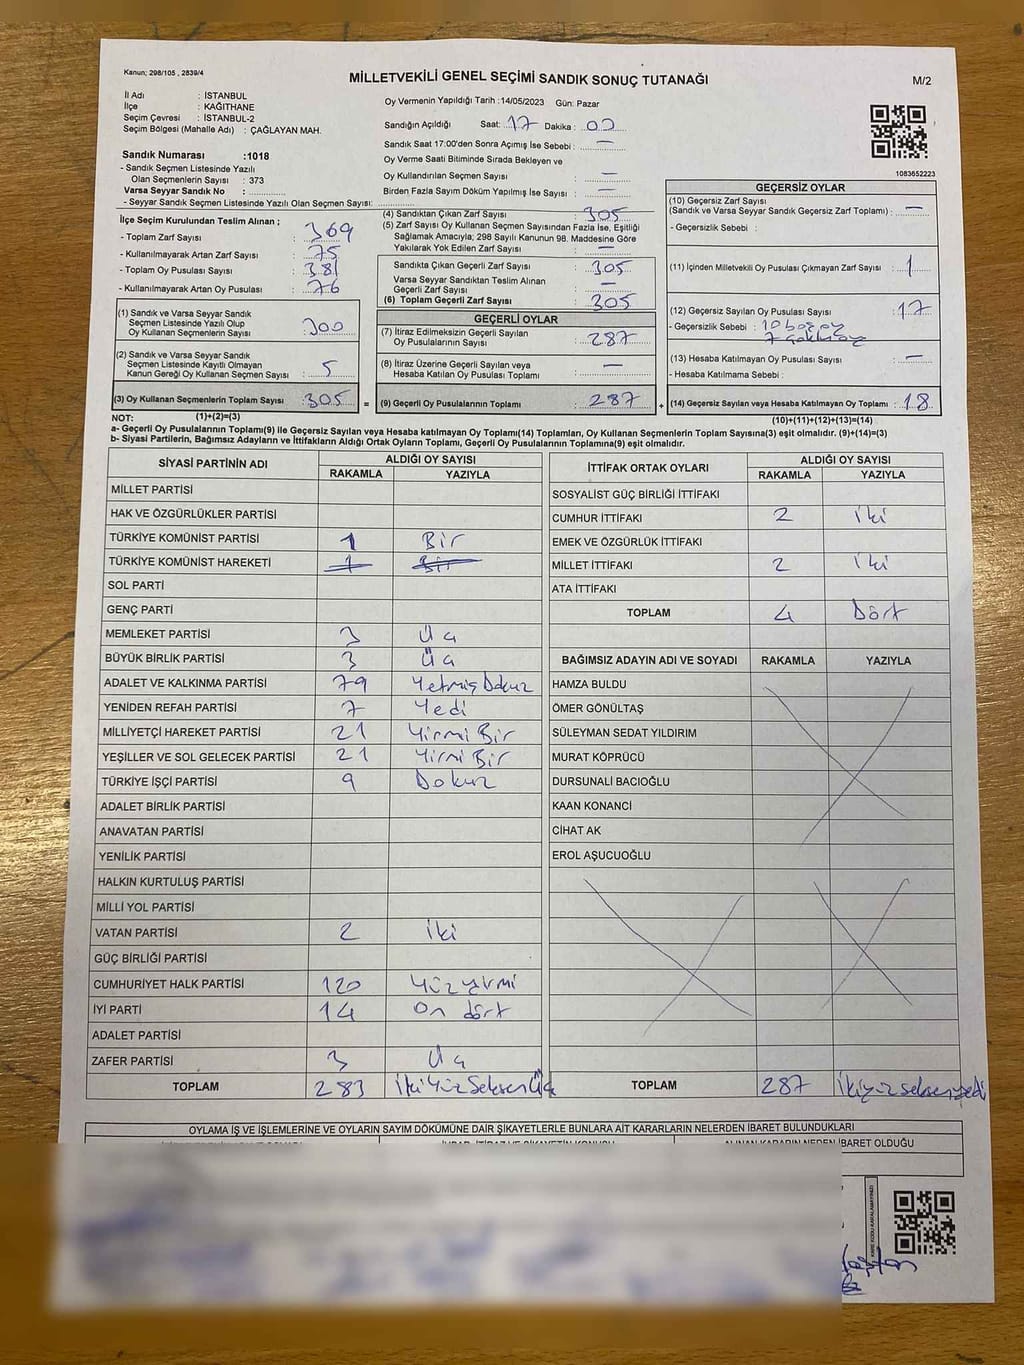 Kanun; 298/105 , 2839/4
MİLLETVEKİLİ GENEL SEÇİMİ SANDIK SONUÇ TUTANAĞI
M/2
İl Adı : İSTANBUL
İlçe : KAĞITHANE
Seçim Çevresi : İSTANBUL-2
Seçim Bölgesi (Mahalle Adı) : ÇAĞLAYAN MAH.
Oy Vermenin Yapıldığı Tarih :14/05/2023 Gün: Pazar
Sandığın Açıldığı Saat: 17 Dakika : 00
Sandık Saat 17:00'den Sonra Açımış İse Sebebi : —
Oy Verme Saati Bitiminde Sırada Bekleyen ve
Oy Kullandırılan Seçmen Sayısı : —
Birden Fazla Sayım Döküm Yapılmış İse Sayısı : —
1083652223
Sandık Numarası :1018
- Sandık Seçmen Listesinde Yazılı
Olan Seçmenlerin Sayısı : 373
Varsa Seyyar Sandık No :
- Seyyar Sandık Seçmen Listesinde Yazılı Olan Seçmen Sayısı:
İlçe Seçim Kurulundan Teslim Alınan ;
- Toplam Zarf Sayısı : 369
- Kullanılmayarak Artan Zarf Sayısı : 75
- Toplam Oy Pusulası Sayısı : 381
- Kullanılmayarak Artan Oy Pusulası : 76
(1) Sandık ve Varsa Seyyar Sandık
Seçmen Listesinde Yazılı Olup
Oy Kullanan Seçmenlerin Sayısı : 300
(2) Sandık ve Varsa Seyyar Sandık
Seçmen Listesinde Kayıtlı Olmayan
Kanun Gereği Oy Kullanan Seçmen Sayısı : 5
(3) Oy Kullanan Seçmenlerin Toplam Sayısı : 305 =
(1)+(2)=(3)
(4) Sandıktan Çıkan Zarf Sayısı : 305
(5) Zarf Sayısı Oy Kullanan Seçmen Sayısından Fazla İse, Eşitliği
Sağlamak Amacıyla; 298 Sayılı Kanunun 98. Maddesine Göre
Yakılarak Yok Edilen Zarf Sayısı : —
Sandıkta Çıkan Geçerli Zarf Sayısı : 305
Varsa Seyyar Sandıktan Teslim Alınan
Geçerli Zarf Sayısı : —
(6) Toplam Geçerli Zarf Sayısı : 305
GEÇERLİ OYLAR
(7) İtiraz Edilmeksizin Geçerli Sayılan
Oy Pusulalarının Sayısı : 287
(8) İtiraz Üzerine Geçerli Sayılan veya
Hesaba Katılan Oy Pusulası Toplamı : —
(9) Geçerli Oy Pusulalarının Toplamı : 287 +
GEÇERSİZ OYLAR
(10) Geçersiz Zarf Sayısı
(Sandık ve Varsa Seyyar Sandık Geçersiz Zarf Toplamı) : —
- Geçersizlik Sebebi :
(11) İçinden Milletvekili Oy Pusulası Çıkmayan Zarf Sayısı : 1
(12) Geçersiz Sayılan Oy Pusulası Sayısı : 17
- Geçersizlik Sebebi : 10 boş oy
(13) Hesaba Katılmayan Oy Pusulası Sayısı : —
- Hesaba Katılmama Sebebi :
(14) Geçersiz Sayılan veya Hesaba Katılmayan Oy Toplamı : 18
(10)+(11)+(12)+(13)=(14)
NOT:
a- Geçerli Oy Pusulalarının Toplamı(9) ile Geçersiz Sayılan veya Hesaba katılmayan Oy Toplamı(14) Toplamları, Oy Kullanan Seçmenlerin Toplam Sayısına(3) eşit olmalıdır. (9)+(14)=(3)
b- Siyasi Partilerin, Bağımsız Adayların ve İttifakların Aldığı Ortak Oyların Toplamı, Geçerli Oy Pusulalarının Toplamına(9) eşit olmalıdır.
SİYASİ PARTİNİN ADI ALDIĞI OY SAYISI
RAKAMLA YAZIYLA
MİLLET PARTİSİ
HAK VE ÖZGÜRLÜKLER PARTİSİ
TÜRKİYE KOMÜNİST PARTİSİ 1 Bir
TÜRKİYE KOMÜNİST HAREKETİ 1 Bir
SOL PARTİ
GENÇ PARTİ
MEMLEKET PARTİSİ 3 Üç
BÜYÜK BİRLİK PARTİSİ 3 Üç
ADALET VE KALKINMA PARTİSİ 79 Yetmiş Dokuz
YENİDEN REFAH PARTİSİ 7 Yedi
MİLLİYETÇİ HAREKET PARTİSİ 21 Yirmi Bir
YEŞİLLER VE SOL GELECEK PARTİSİ 21 Yirmi Bir
TÜRKİYE İŞÇİ PARTİSİ 9 Dokuz
ADALET BİRLİK PARTİSİ
ANAVATAN PARTİSİ
YENİLİK PARTİSİ
HALKIN KURTULUŞ PARTİSİ
MİLLİ YOL PARTİSİ
VATAN PARTİSİ 2 İki
GÜÇ BİRLİĞİ PARTİSİ
CUMHURİYET HALK PARTİSİ 120 Yüzyirmi
İYİ PARTİ 14 On dört
ADALET PARTİSİ
ZAFER PARTİSİ 3 Üç
TOPLAM 283 İkiYüzSeksenÜç
İTTİFAK ORTAK OYLARI ALDIĞI OY SAYISI
RAKAMLA YAZIYLA
SOSYALİST GÜÇ BİRLİĞİ İTTİFAKI
CUMHUR İTTİFAKI 2 İki
EMEK VE ÖZGÜRLÜK İTTİFAKI
MİLLET İTTİFAKI 2 İki
ATA İTTİFAKI
TOPLAM 4 Dört
BAĞIMSIZ ADAYIN ADI VE SOYADI RAKAMLA YAZIYLA
HAMZA BULDU
ÖMER GÖNÜLTAŞ
SÜLEYMAN SEDAT YILDIRIM
MURAT KÖPRÜCÜ
DURSUNALİ BACIOĞLU
KAAN KONANCİ
CİHAT AK
EROL AŞUCUOĞLU
TOPLAM 287 İkiyüzseksenyedi
OYLAMA İŞ VE İŞLEMLERİNE VE OYLARIN SAYIM DÖKÜMÜNE DAİR ŞİKAYETLERLE BUNLARA AİT KARARLARIN NELERDEN İBARET BULUNDUKLARI
ALINAN KARARIN NEDEN İBARET OLDUĞU